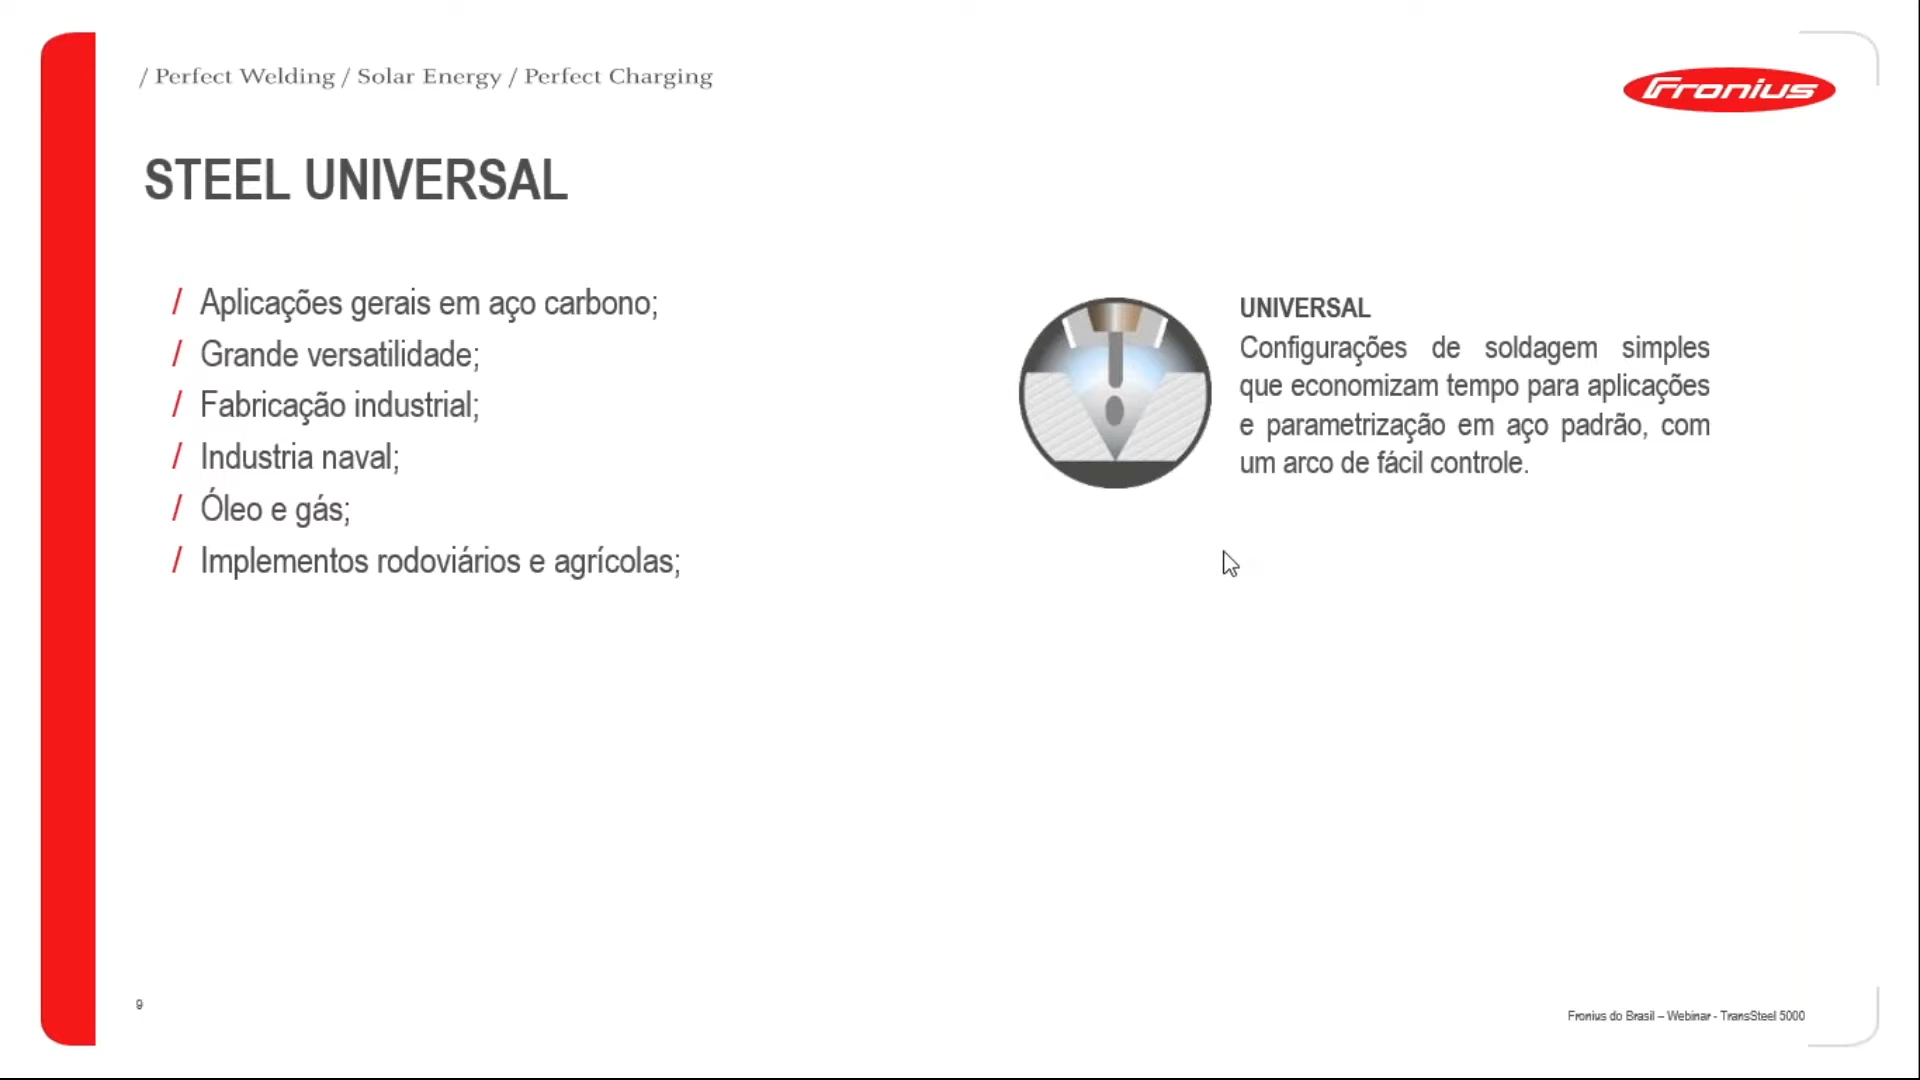 / Perfect Welding / Solar Energy / Perfect Charging
Fronius
STEEL UNIVERSAL
/ Aplicações gerais em aço carbono;
/ Grande versatilidade;
/ Fabricação industrial;
/ Industria naval;
/ Óleo e gás;
/ Implementos rodoviários e agrícolas;
UNIVERSAL
Configurações de soldagem simples
que economizam tempo para aplicações
e parametrização em aço padrão, com
um arco de fácil controle.
9
Fronius do Brasil – Webinar - TransSteel 5000